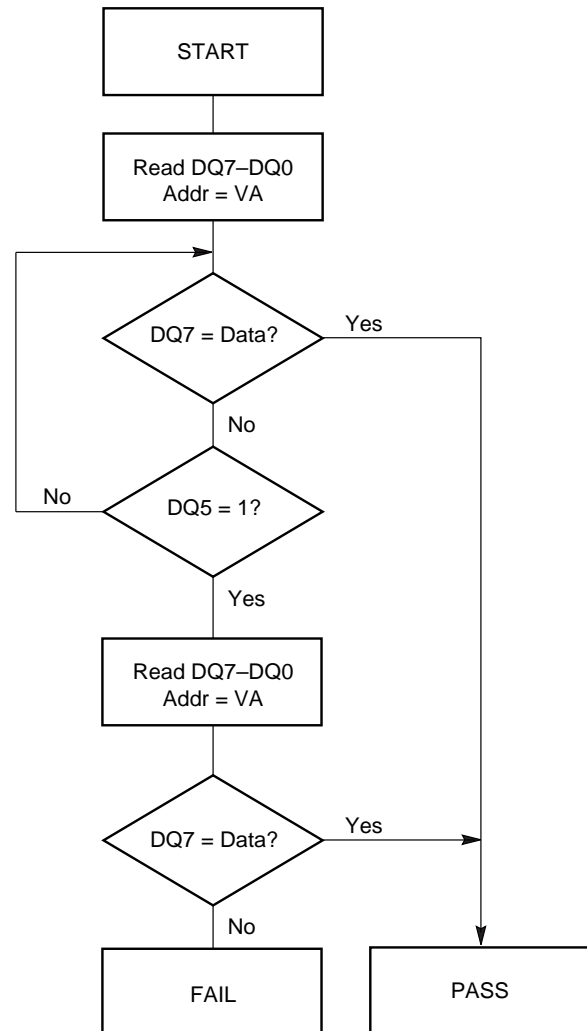 START
Read DQ7–DQ0
Addr = VA
DQ7 = Data?
Yes
No
No
DQ5 = 1?
Yes
Read DQ7–DQ0
Addr = VA
DQ7 = Data?
Yes
No
FAIL
PASS